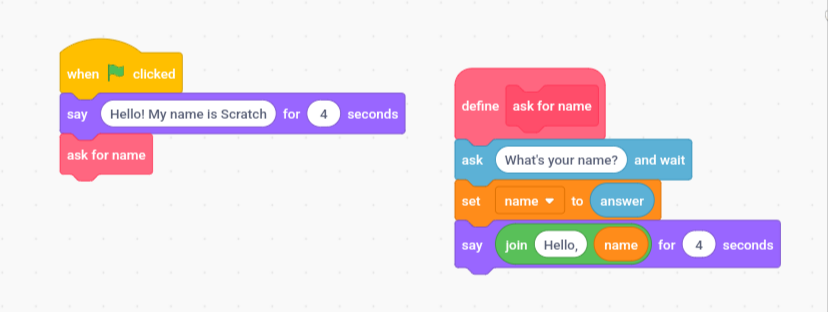 when clicked
say Hello! My name is Scratch for 4 seconds
ask for name
define ask for name
ask What's your name? and wait
set name to answer
say join Hello, name for 4 seconds